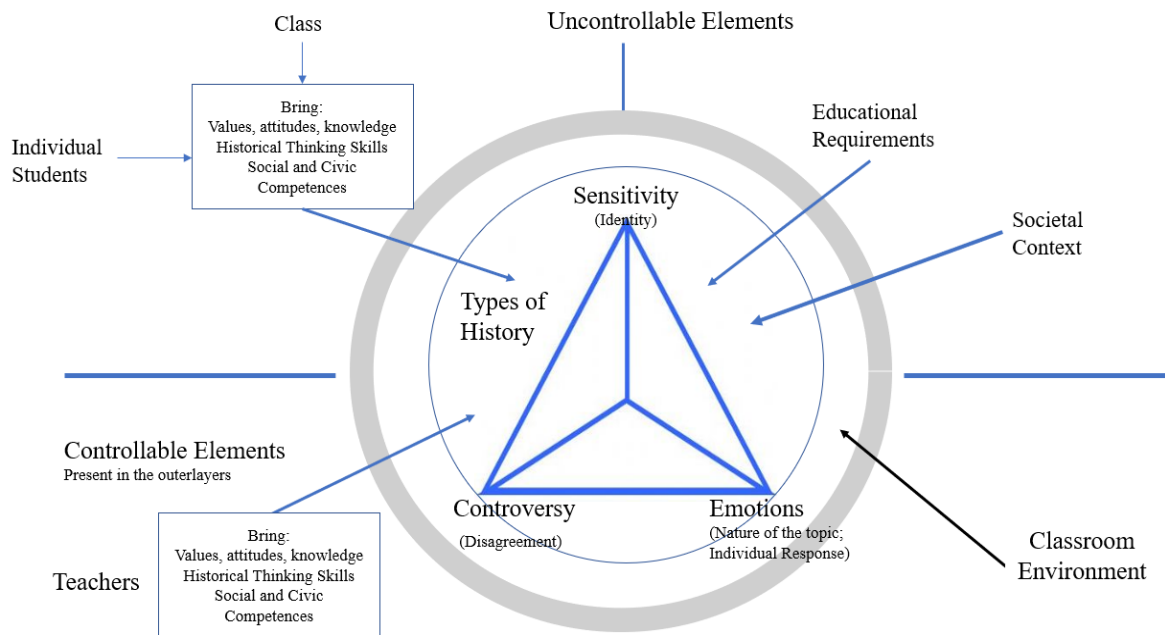 Class
Uncontrollable Elements
Bring:
Values, attitudes, knowledge
Historical Thinking Skills
Social and Civic
Competences
Individual
Students
Educational
Requirements
Sensitivity
(Identity)
Societal
Context
Types of
History
Controllable Elements
Present in the outerlayers
Controversy
(Disagreement)
Emotions
(Nature of the topic;
Individual Response)
Classroom
Environment
Teachers
Bring:
Values, attitudes, knowledge
Historical Thinking Skills
Social and Civic
Competences